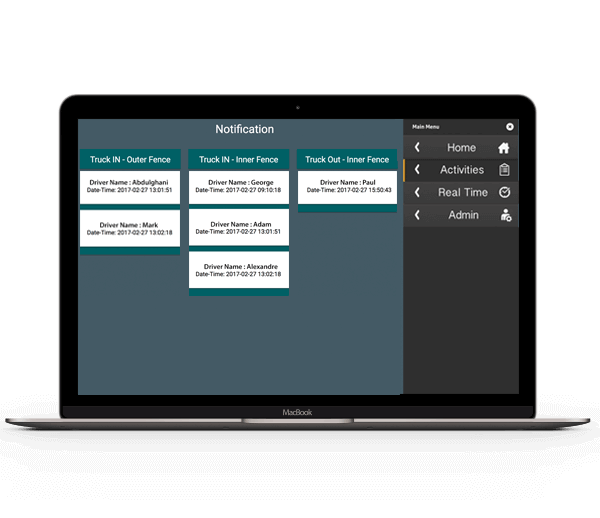 Notification
Truck IN - Outer Fence
Driver Name : Abdulghani
Date-Time: 2017-02-27 13:01:51
Driver Name : Mark
Date-Time: 2017-02-27 13:02:18
Truck IN - Inner Fence
Driver Name : George
Date-Time: 2017-02-27 09:10:18
Driver Name : Adam
Date-Time: 2017-02-27 13:01:51
Driver Name : Alexandre
Date-Time: 2017-02-27 13:02:18
Truck Out - Inner Fence
Driver Name : Paul
Date-Time: 2017-02-27 15:50:43
Main Menu
Home
Activities
Real Time
Admin
MacBook